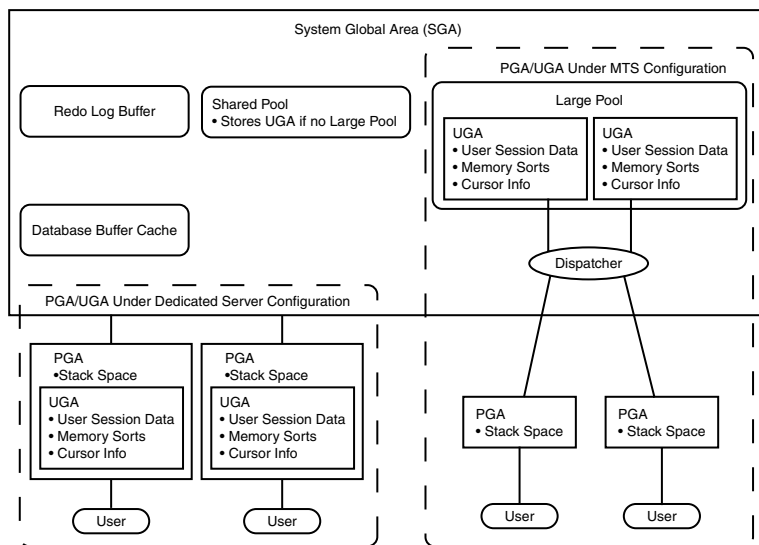 System Global Area (SGA)
PGA/UGA Under MTS Configuration
Redo Log Buffer
Shared Pool
• Stores UGA if no Large Pool
Large Pool
UGA
• User Session Data
• Memory Sorts
• Cursor Info
UGA
• User Session Data
• Memory Sorts
• Cursor Info
Database Buffer Cache
Dispatcher
PGA/UGA Under Dedicated Server Configuration
PGA
•Stack Space
UGA
• User Session Data
• Memory Sorts
• Cursor Info
User
PGA
•Stack Space
UGA
• User Session Data
• Memory Sorts
• Cursor Info
User
PGA
• Stack Space
User
PGA
• Stack Space
User